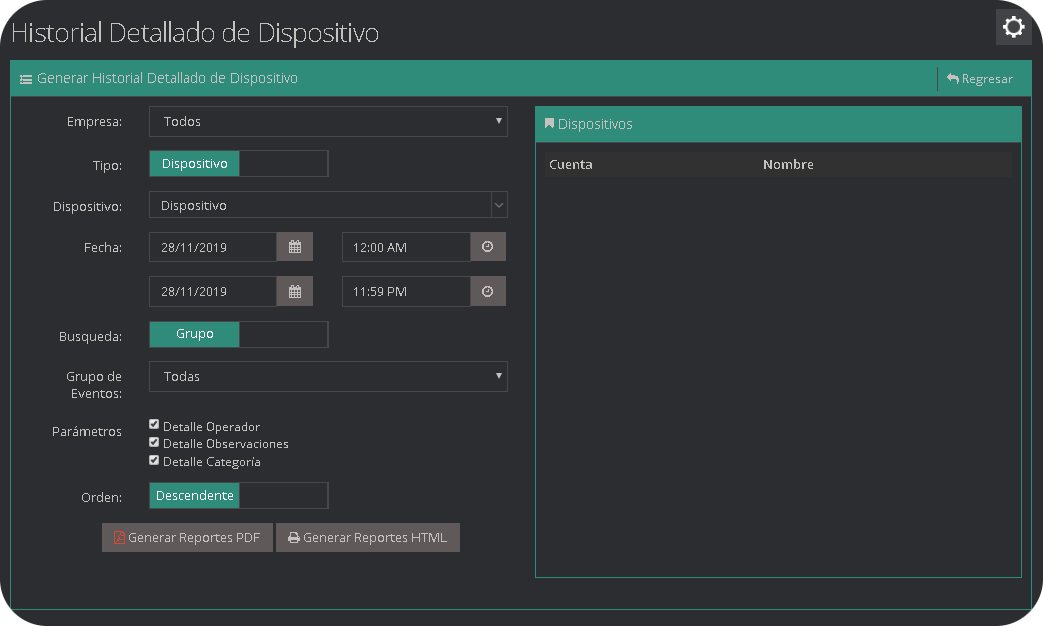 Historial Detallado de Dispositivo
Generar Historial Detallado de Dispositivo
Regresar
Empresa: Todos
Tipo: Dispositivo
Dispositivo: Dispositivo
Fecha: 28/11/2019 12:00 AM
28/11/2019 11:59 PM
Busqueda: Grupo
Grupo de
Eventos:
Todas
Parámetros
Detalle Operador
Detalle Observaciones
Detalle Categoría
Orden: Descendente
Generar Reportes PDF
Generar Reportes HTML
Dispositivos
Cuenta Nombre